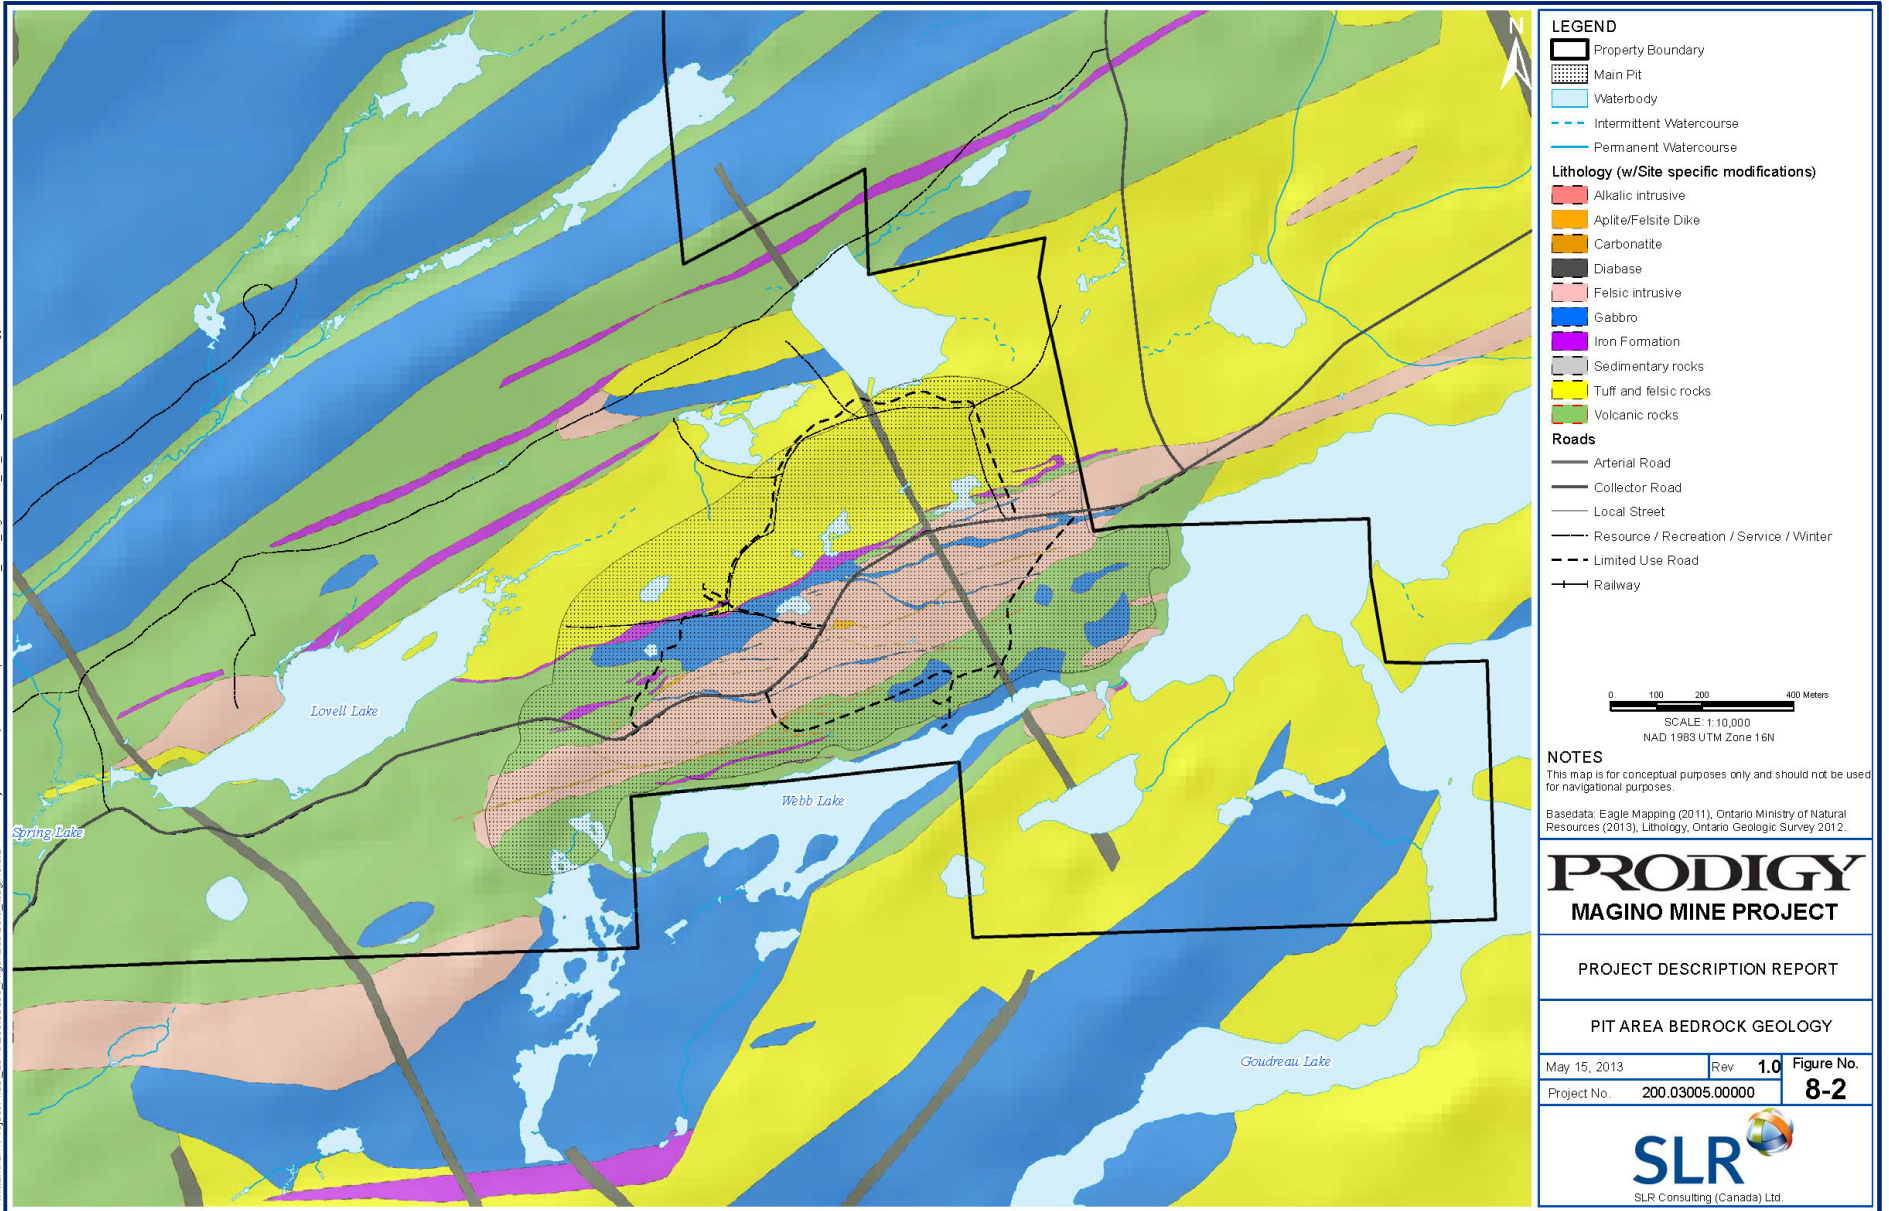 N
Lovell Lake
Spring Lake
Webb Lake
Goudreau Lake
LEGEND
Property Boundary
Main Pit
Waterbody
Intermittent Watercourse
Permanent Watercourse
Lithology (w/Site specific modifications)
Alkalic intrusive
Aplite/Felsite Dike
Carbonatite
Diabase
Felsic intrusive
Gabbro
Iron Formation
Sedimentary rocks
Tuff and felsic rocks
Volcanic rocks
Roads
Arterial Road
Collector Road
Local Street
Resource / Recreation / Service / Winter
Limited Use Road
Railway
0 100 200 400 Meters
SCALE: 1:10,000
NAD 1983 UTM Zone 16N
NOTES
This map is for conceptual purposes only and should not be used
for navigational purposes.
Basedata: Eagle Mapping (2011), Ontario Ministry of Natural
Resources (2013), Lithology, Ontario Geologic Survey 2012.
PRODIGY
MAGINO MINE PROJECT
PROJECT DESCRIPTION REPORT
PIT AREA BEDROCK GEOLOGY
May 15, 2013 Rev 1.0 Figure No.
Project No. 200.03005.00000 8-2
SLR
SLR Consulting (Canada) Ltd.